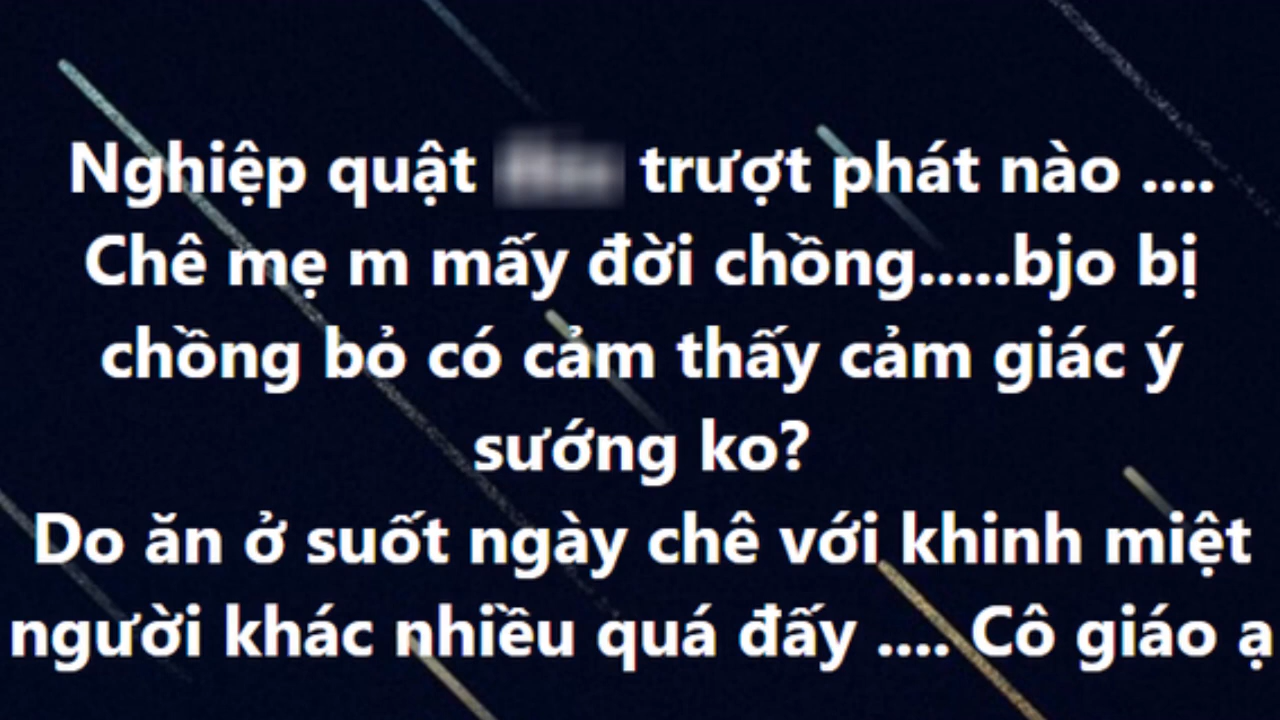 Nghiệp quật trượt phát nào ....
Chê mẹ m mấy đời chồng.....bjo bị
chồng bỏ có cảm thấy cảm giác ý
sướng ko?
Do ăn ở suốt ngày chê với khinh miệt
người khác nhiều quá đấy .... Cô giáo ạ